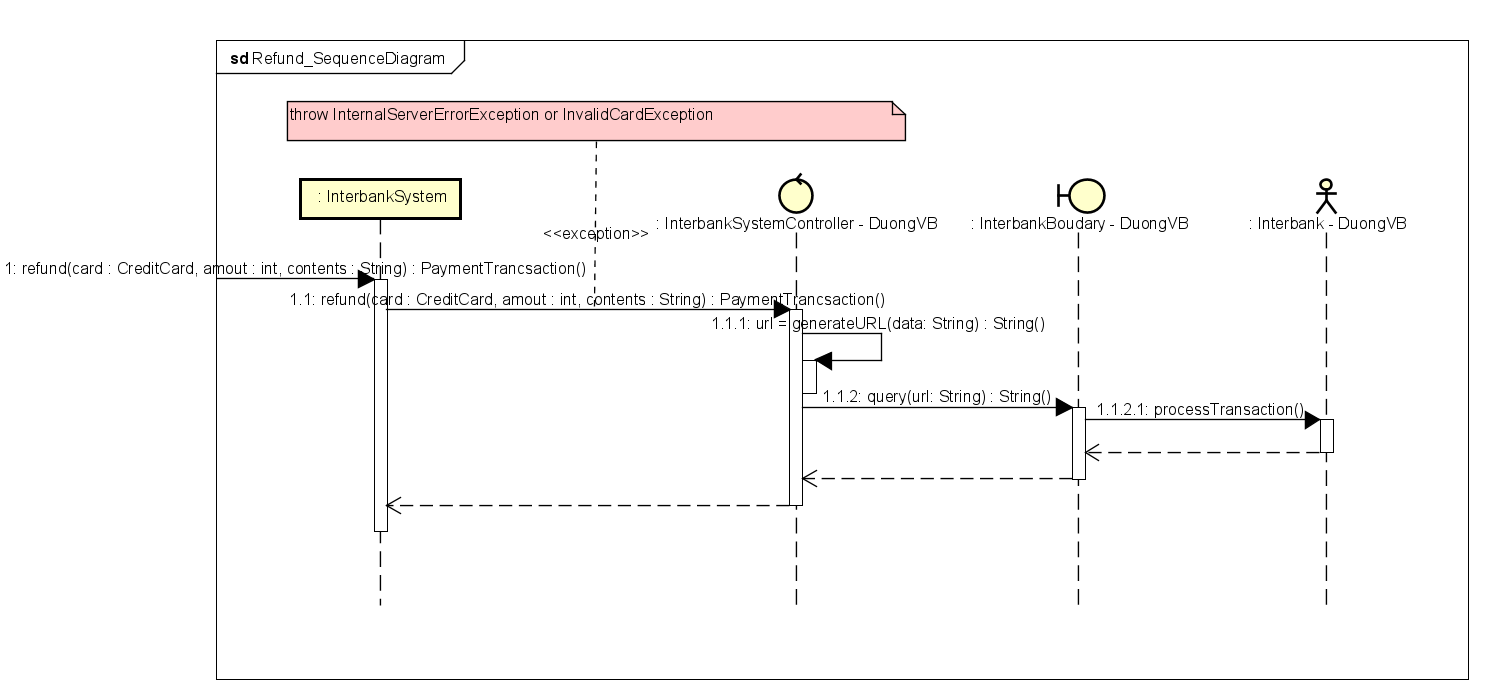 sd Refund_SequenceDiagram
throw InternalServerErrorException or InvalidCardException
: InterbankSystem
: InterbankSystemController - DuongVB
: InterbankBoudary - DuongVB
: Interbank - DuongVB
<<exception>>
1: refund(card : CreditCard, amout : int, contents : String) : PaymentTrancsaction()
1.1: refund(card : CreditCard, amout : int, contents : String) : PaymentTrancsaction()
1.1.1: url = generateURL(data: String) : String()
1.1.2: query(url: String) : String()
1.1.2.1: processTransaction()